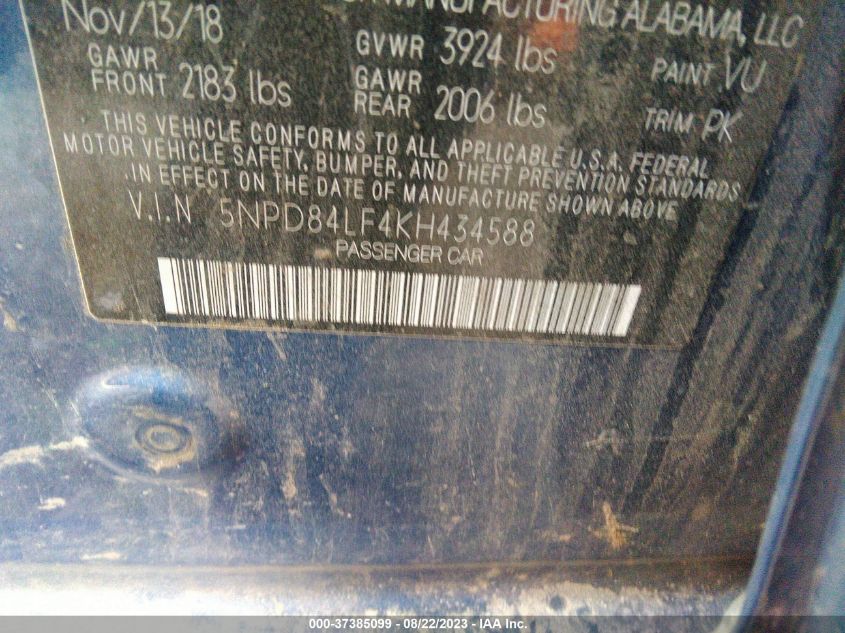 MANUFACTURING ALABAMA, LLC
Nov/13/18 GVWR 3924 lbs PAINT VU
GAWR FRONT 2183 lbs GAWR REAR 2006 lbs TRIM PK
THIS VEHICLE CONFORMS TO ALL APPLICABLE U.S.A. FEDERAL
MOTOR VEHICLE SAFETY, BUMPER, AND THEFT PREVENTION STANDARDS
IN EFFECT ON THE DATE OF MANUFACTURE SHOWN ABOVE.
V.I.N 5NPD84LF4KH434588
PASSENGER CAR
000-37385099 - 08/22/2023 - IAA Inc.